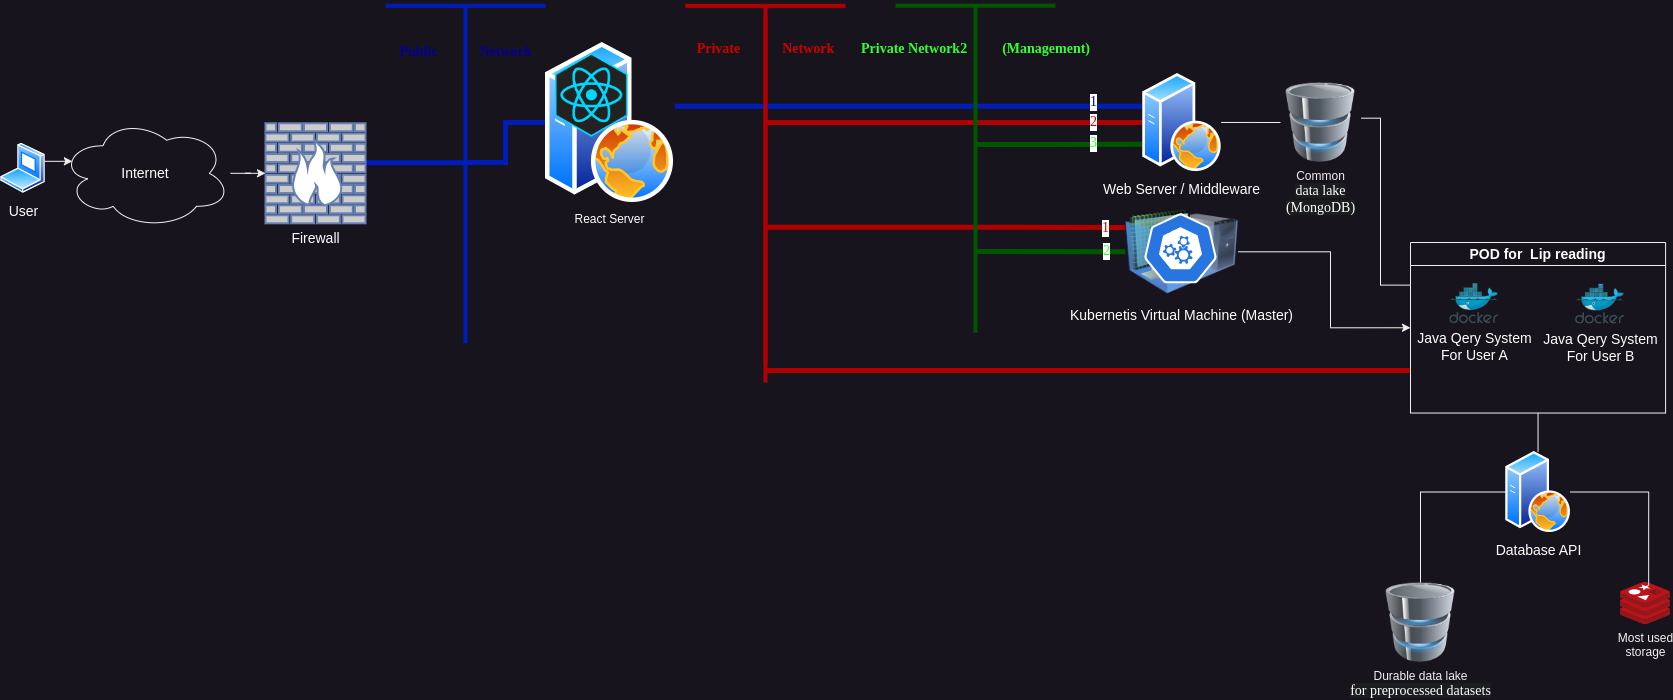 Public Network
Private Network
Private Network2 (Management)
1
2
3
Internet
User
Firewall
React Server
Web Server / Middleware
Common
data lake
(MongoDB)
1
2
Kubernetis Virtual Machine (Master)
POD for Lip reading
docker
docker
Java Qery System
For User A
Java Qery System
For User B
Database API
Most used
storage
Durable data lake
for preprocessed datasets